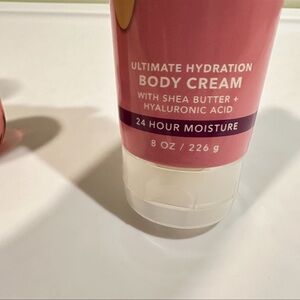 ULTIMATE HYDRATION
BODY CREAM
WITH SHEA BUTTER +
HYALURONIC ACID
24 HOUR MOISTURE
8 OZ / 226 g